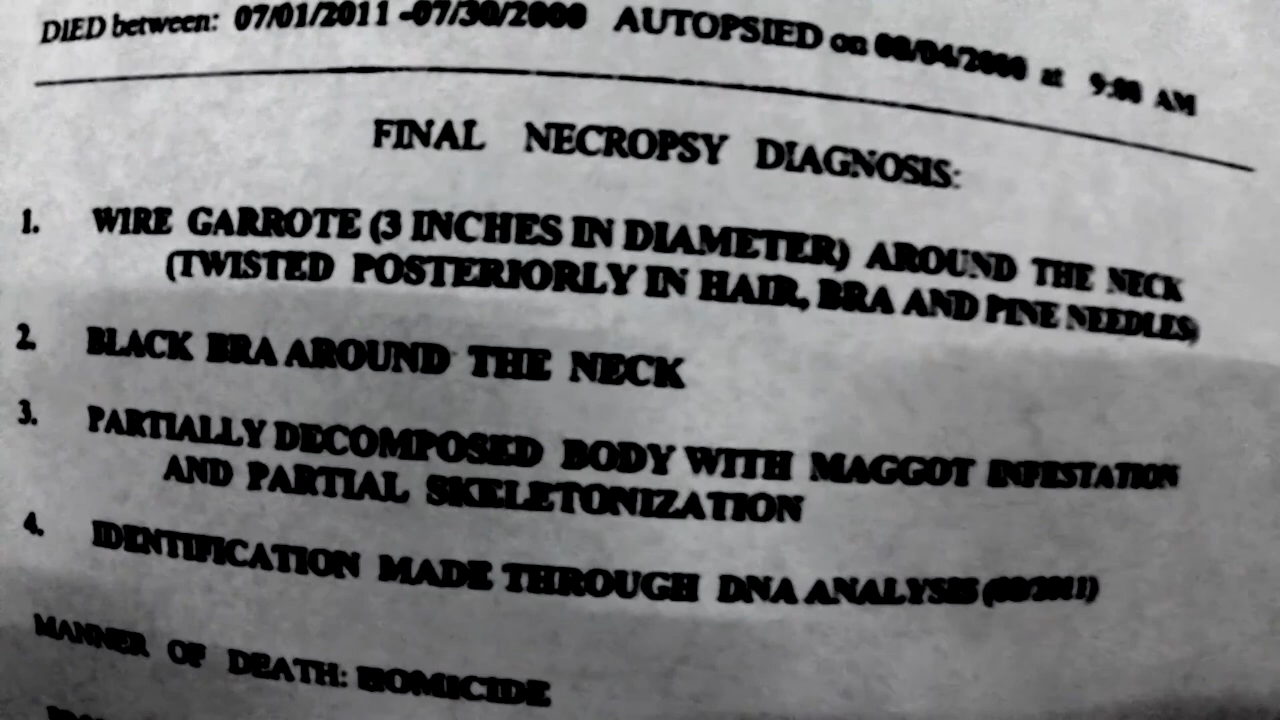 DIED between: 07/01/2011 -07/30/2000 AUTOPSIED on 08/04/2000 at 9:00 AM
FINAL NECROPSY DIAGNOSIS:
1. WIRE GARROTE (3 INCHES IN DIAMETER) AROUND THE NECK
(TWISTED POSTERIORLY IN HAIR, BRA AND PINE NEEDLES)
2. BLACK BRA AROUND THE NECK
3. PARTIALLY DECOMPOSED BODY WITH MAGGOT INFESTATION
AND PARTIAL SKELETONIZATION
4. IDENTIFICATION MADE THROUGH DNA ANALYSIS
MANNER OF DEATH: HOMICIDE